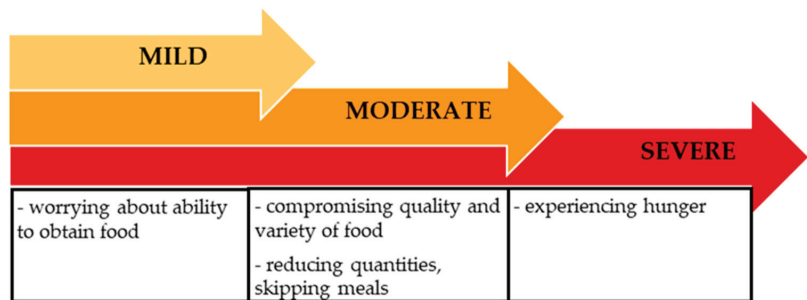 MILD
MODERATE
SEVERE
- worrying about ability
to obtain food
- compromising quality and
variety of food
- reducing quantities,
skipping meals
- experiencing hunger